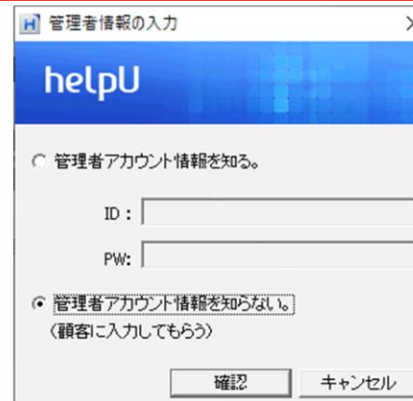 管理者情報の入力
helpU
管理者アカウント情報を知る。
ID :
PW:
管理者アカウント情報を知らない。
(顧客に入力してもらう)
確認 キャンセル